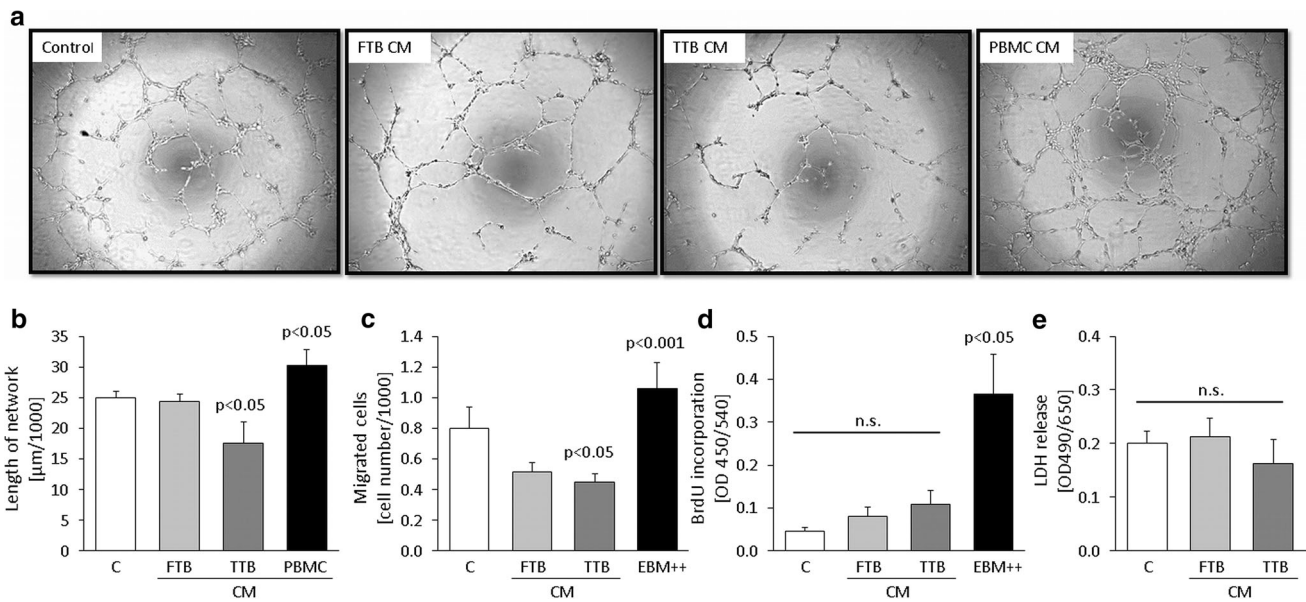 a
Control
FTB CM
TTB CM
PBMC CM
b
Length of network
[µm/1000]
35
30
25
20
15
10
5
0
p<0.05
p<0.05
C
FTB
TTB
PBMC
CM
c
Migrated cells
[cell number/1000]
1.4
1.2
1.0
0.8
0.6
0.4
0.2
0.0
p<0.05
p<0.001
C
FTB
TTB
EBM++
CM
d
BrdU incorporation
[OD 450/540]
0.5
0.4
0.3
0.2
0.1
0.0
n.s.
p<0.05
C
FTB
TTB
EBM++
CM
e
LDH release
[OD490/650]
0.4
0.3
0.2
0.1
0.0
n.s.
C
FTB
TTB
CM